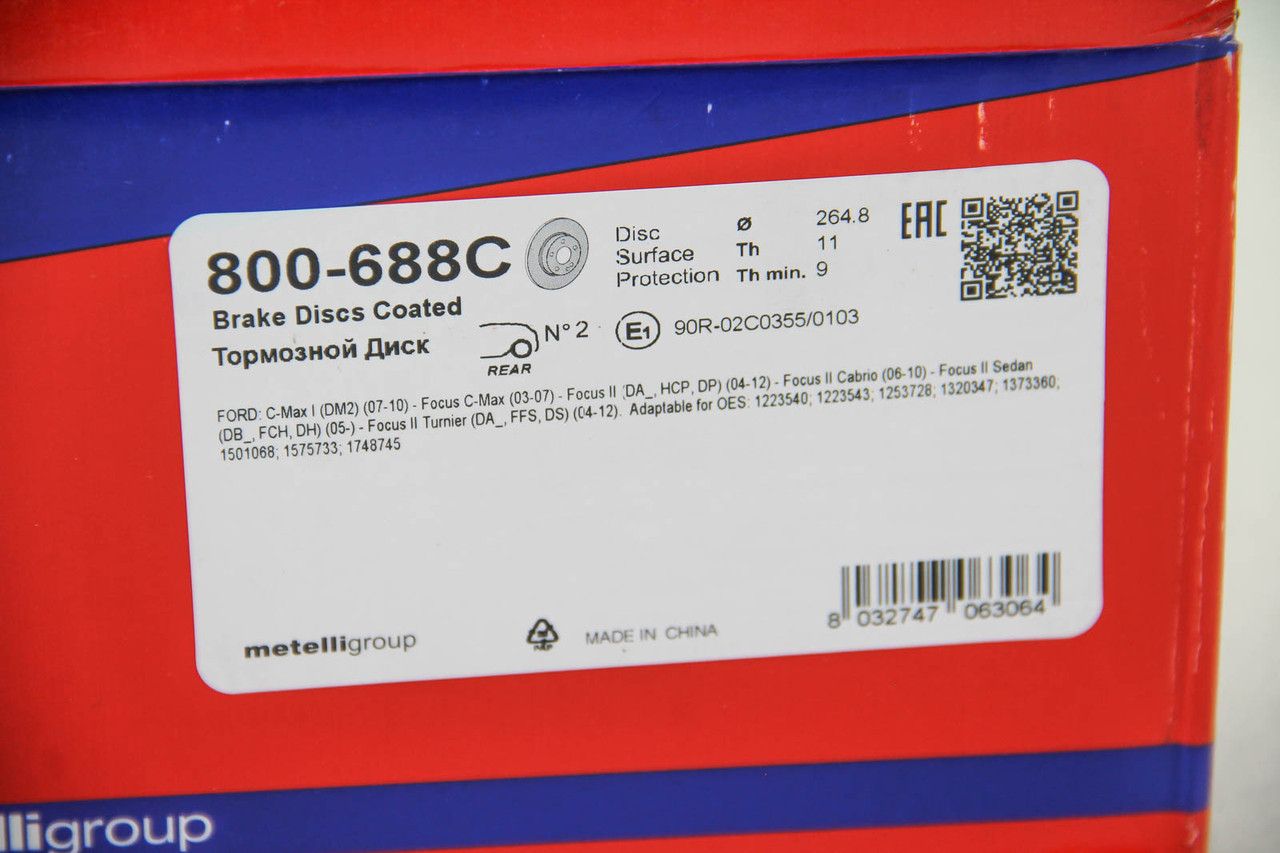 800-688C
Brake Discs Coated
Тормозной Диск
REAR
N° 2
Disc
Surface
Protection
Ø 264.8
Th 11
Th min. 9
EAC
E1 90R-02C0355/0103
FORD: C-Max I (DM2) (07-10) - Focus C-Max (03-07) - Focus II (DA_, HCP, DP) (04-12) - Focus II Cabrio (06-10) - Focus II Sedan
(DB_, FCH, DH) (05-) - Focus II Turnier (DA_, FFS, DS) (04-12). Adaptable for OES: 1223540; 1223543; 1253728; 1320347; 1373360;
1501068; 1575733; 1748745
metelligroup
MADE IN CHINA
8 032747 063064
lligroup